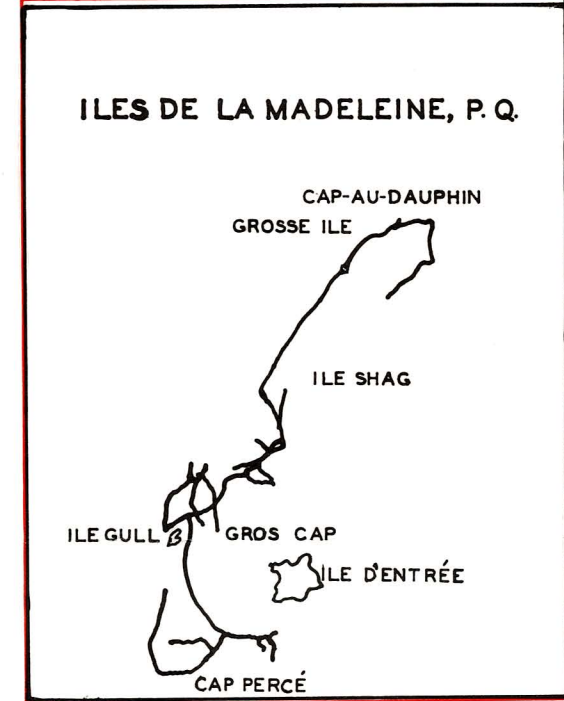 ILES DE LA MADELEINE, P. Q.
CAP-AU-DAUPHIN
GROSSE ILE
ILE SHAG
ILE GULL
GROS CAP
ILE D'ENTRÉE
CAP PERCÉ